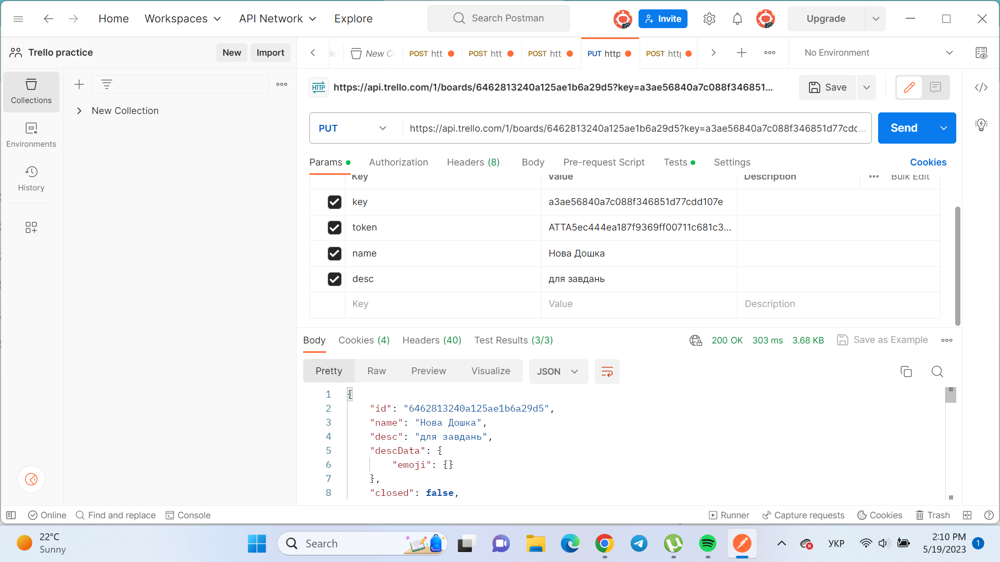 Home Workspaces API Network Explore Search Postman Invite Upgrade
Trello practice New Import New Co POST htt POST htt POST htt PUT http POST http No Environment
Collections
Environments
History
New Collection
HTTP https://api.trello.com/1/boards/6462813240a125ae1b6a29d5?key=a3ae56840a7c088f346851... Save
PUT https://api.trello.com/1/boards/6462813240a125ae1b6a29d5?key=a3ae56840a7c088f346851d77cdc... Send
Params Authorization Headers (8) Body Pre-request Script Tests Settings Cookies
Key Value Description Bulk Edit
key a3ae56840a7c088f346851d77cdd107e
token ATTA5ec444ea187f9369ff00711c681c3...
name Нова Дошка
desc для завдань
Key Value Description
Body Cookies (4) Headers (40) Test Results (3/3) 200 OK 303 ms 3.68 KB Save as Example
Pretty Raw Preview Visualize JSON
1 {
2 "id": "6462813240a125ae1b6a29d5",
3 "name": "Нова Дошка",
4 "desc": "для завдань",
5 "descData": {
6 "emoji": {}
7 },
8 "closed": false,
Online Find and replace Console Runner Capture requests Cookies Trash
22°C
Sunny
Search
УКР
2:10 PM
5/19/2023
1